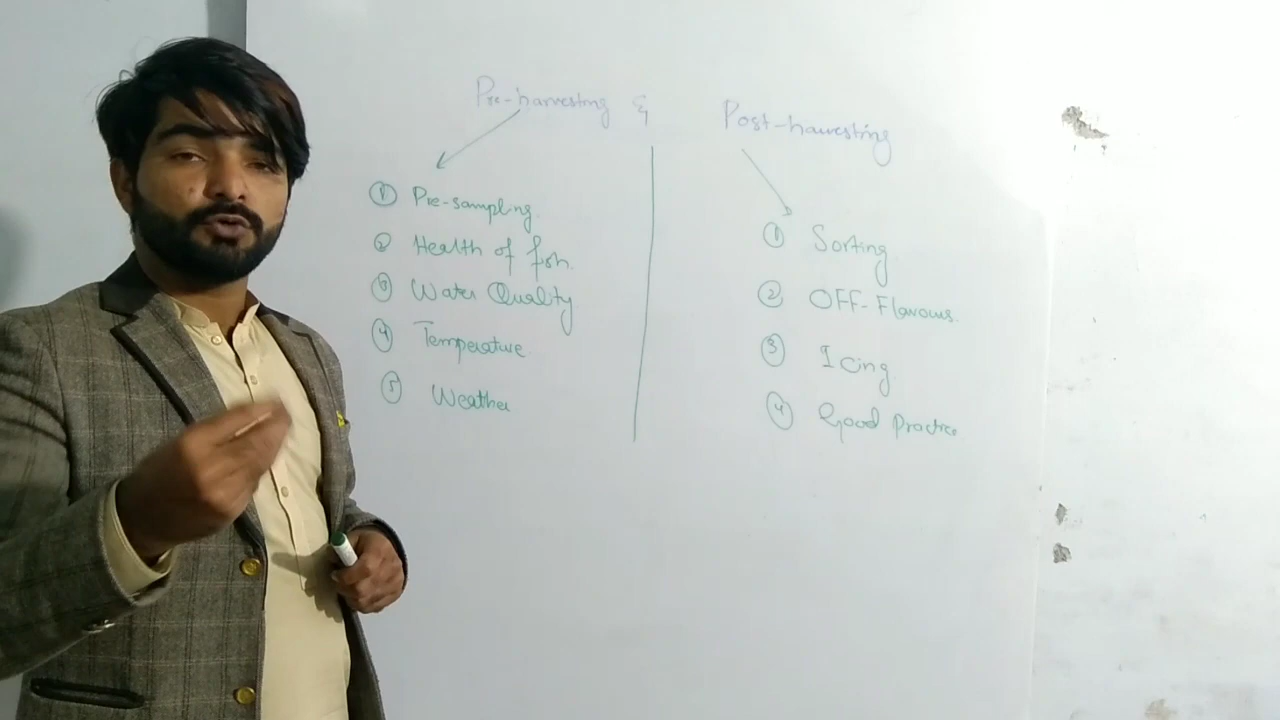 Pre-harvesting &
Post-harvesting
① Pre-sampling.
② Health of fish.
③ Water Quality
④ Temperature
⑤ Weather
① Sorting
② OFF-Flavours.
③ Icing
④ Good Practice